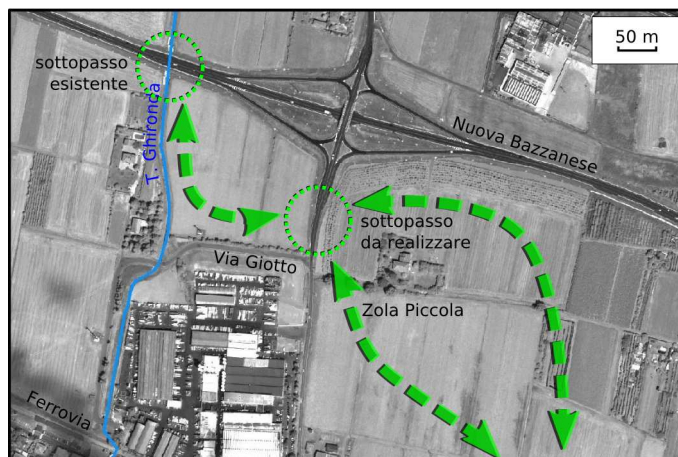 50 m
sottopasso
esistente
T. Ghironda
Nuova Bazzanese
sottopasso
da realizzare
Via Giotto
Zola Piccola
Ferrovia